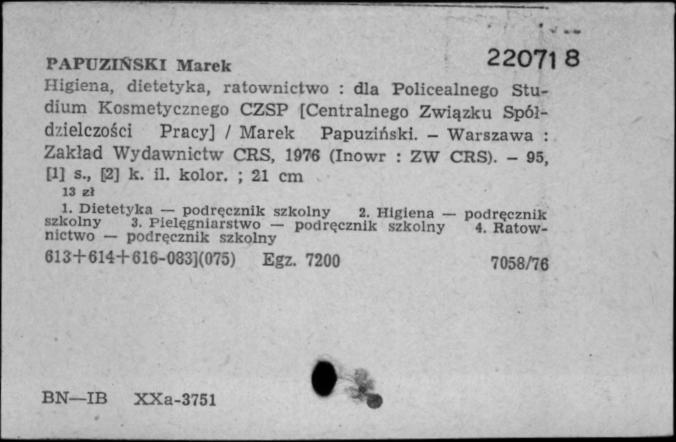 220718
PAPUZIŃSKI Marek
Higiena, dietetyka, ratownictwo : dla Policealnego Stu-
dium Kosmetycznego CZSP [Centralnego Związku Spół-
dzielczości Pracy] / Marek Papuziński. — Warszawa :
Zakład Wydawnictw CRS, 1976 (Inowr : ZW CRS). — 95,
[1] s., [2] k. il. kolor. ; 21 cm
13 zł
1. Dietetyka — podręcznik szkolny 2. Higiena — podręcznik
szkolny 3. Pielęgniarstwo — podręcznik szkolny 4. Ratow-
nictwo — podręcznik szkolny
613+614+616-083](075) Egz. 7200 7058/76
BN—IB XXa-3751